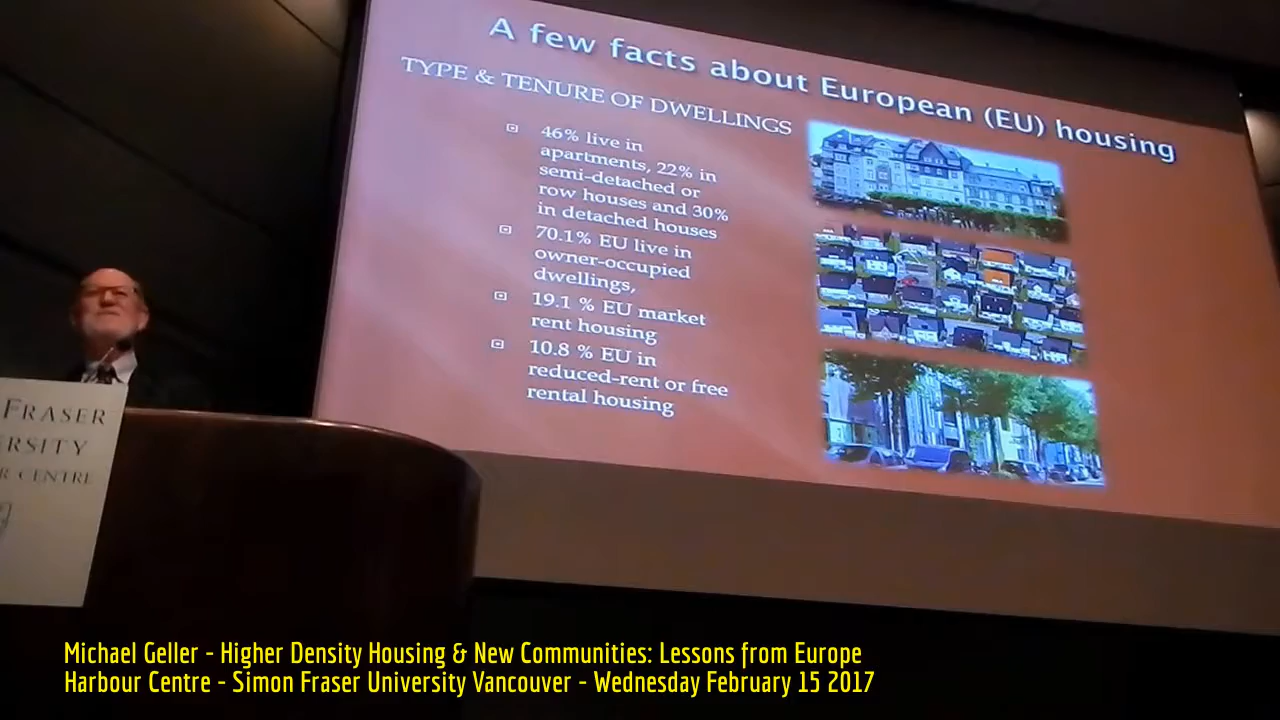 A few facts about European (EU) housing
TYPE & TENURE OF DWELLINGS
46% live in
apartments, 22% in
semi-detached or
row houses and 30%
in detached houses
70.1% EU live in
owner-occupied
dwellings,
19.1 % EU market
rent housing
10.8 % EU in
reduced-rent or free
rental housing
FRASER
ERSITY
R CENTRE
Michael Geller - Higher Density Housing & New Communities: Lessons from Europe
Harbour Centre - Simon Fraser University Vancouver - Wednesday February 15 2017